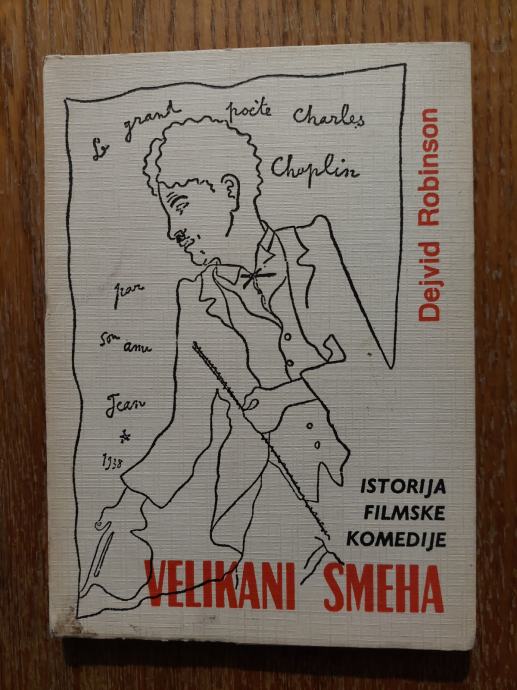 Le grand poète Charles
Chaplin
par
son ami
Jean
*
1938
Dejvid Robinson
ISTORIJA
FILMSKE
KOMEDIJE
VELIKANI SMEHA